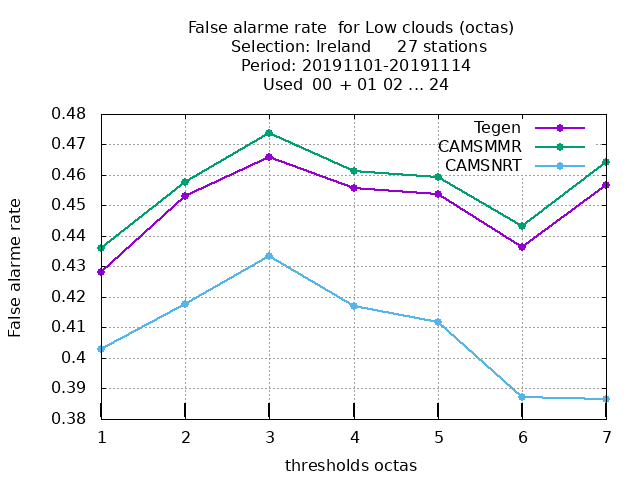 False alarme rate  for Low clouds (octas)
Selection: Ireland     27 stations
Period: 20191101-20191114
Used  00  + 01 02 ... 24
0.48
0.47
0.46
0.45
0.44
0.43
0.42
0.41
0.4
0.39
0.38
False alarme rate
Tegen
CAMSMMR
CAMSNRT
1 2 3 4 5 6 7
thresholds octas